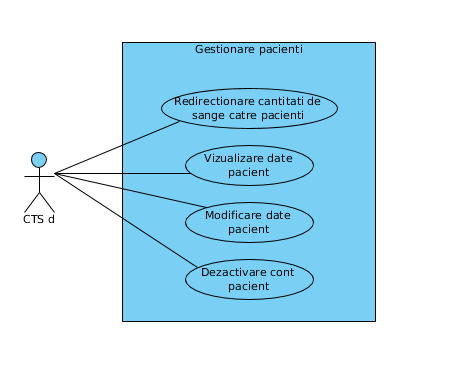 Gestionare pacienti
Redirectionare cantitati de
sange catre pacienti
Vizualizare date
pacient
Modificare date
pacient
Dezactivare cont
pacient
CTS d